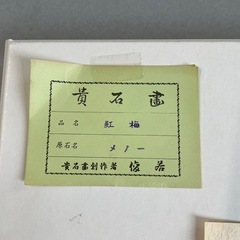 貴石畫
品名 紅梅
原石名 メノー
貴石畫創作者 俊若